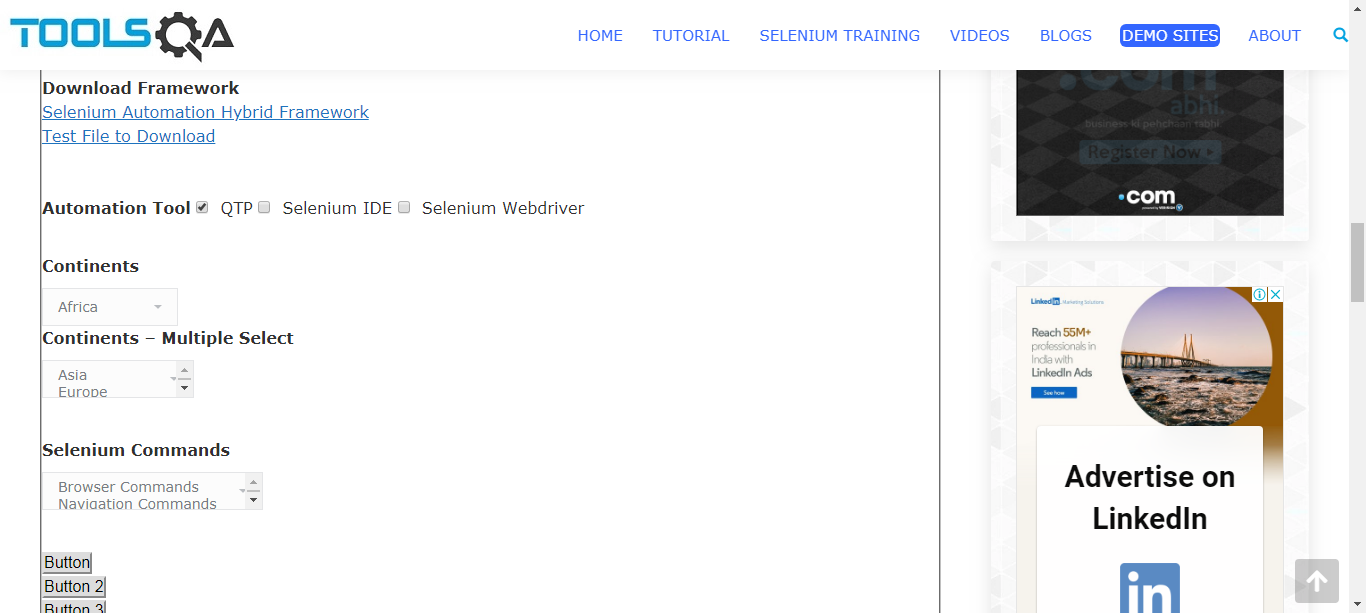 TOOLSQA
HOME TUTORIAL SELENIUM TRAINING VIDEOS BLOGS DEMO SITES ABOUT
Download Framework
Selenium Automation Hybrid Framework
Test File to Download
Automation Tool QTP Selenium IDE Selenium Webdriver
Continents
Africa
Continents – Multiple Select
Asia
Europe
Selenium Commands
Browser Commands
Navigation Commands
Button
Button 2
Button 3
.com
abhi.
business ki pehchaan tabhi.
Register Now
.com
LinkedIn Marketing Solutions
Reach 55M+
professionals in
India with
LinkedIn Ads
See now
Advertise on
LinkedIn
in